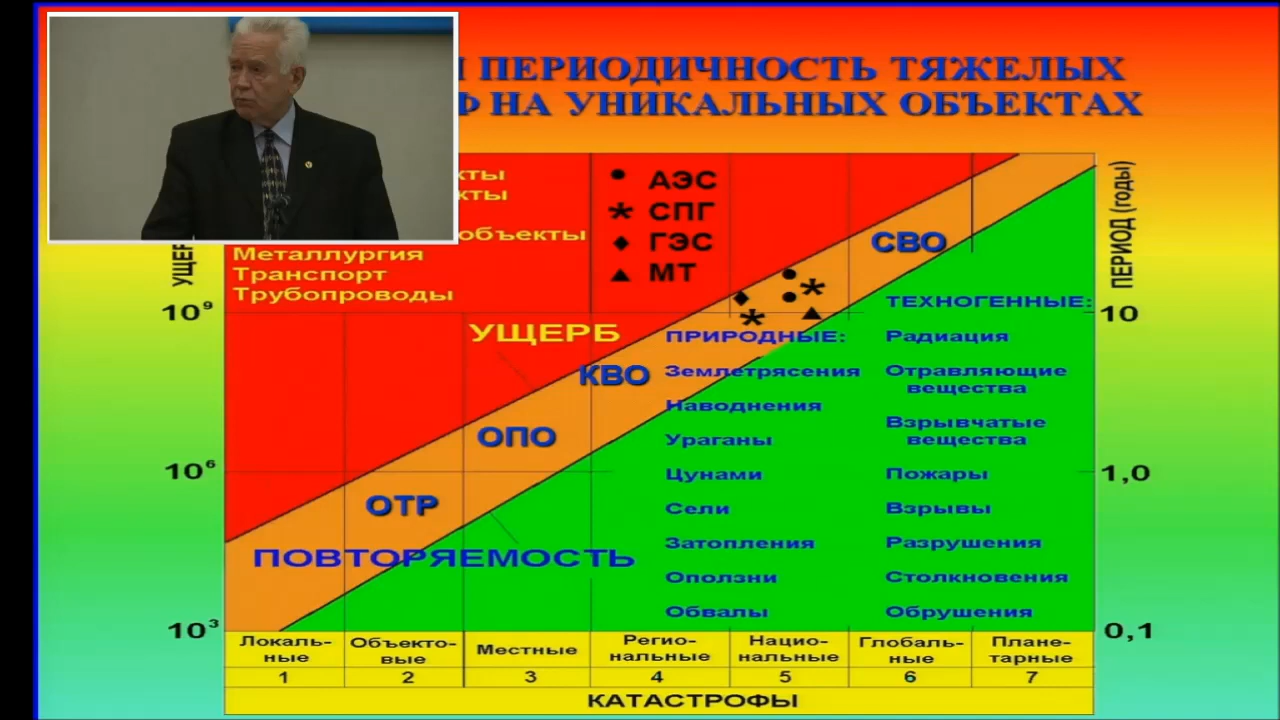 ПЕРИОДИЧНОСТЬ ТЯЖЕЛЫХ
НА УНИКАЛЬНЫХ ОБЪЕКТАХ
объекты
Металлургия
Транспорт
Трубопроводы
АЭС
СПГ
ГЭС
МТ
ПЕРИОД (годы)
10⁹
10⁶
10³
10
1,0
0,1
СВО
КВО
ОПО
ОТР
УЩЕРБ
ПОВТОРЯЕМОСТЬ
ПРИРОДНЫЕ:
Землетрясения
Наводнения
Ураганы
Цунами
Сели
Затопления
Оползни
Обвалы
ТЕХНОГЕННЫЕ:
Радиация
Отравляющие
вещества
Взрывчатые
вещества
Пожары
Взрывы
Разрушения
Столкновения
Обрушения
Локаль-
ные
Объекто-
вые
Местные
Регио-
нальные
Нацио-
нальные
Глобаль-
ные
Плане-
тарные
1 2 3 4 5 6 7
КАТАСТРОФЫ